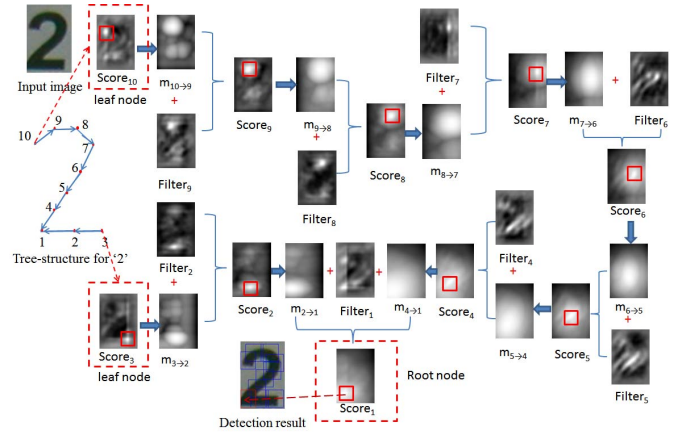 2
Input image
Score10
leaf node
m10→9
+
Filter9
Score9
m9→8
+
Filter8
Score8
m8→7
Filter7
+
Score7
m7→6
+
Filter6
Score6
10
9
8
7
6
5
4
1
2
3
Tree-structure for ‘2’
Filter2
+
Score3
leaf node
m3→2
Score2
m2→1
+
Filter1
+
m4→1
Score4
Filter4
+
m5→4
Score5
m6→5
+
Filter5
2
Detection result
Score1
Root node